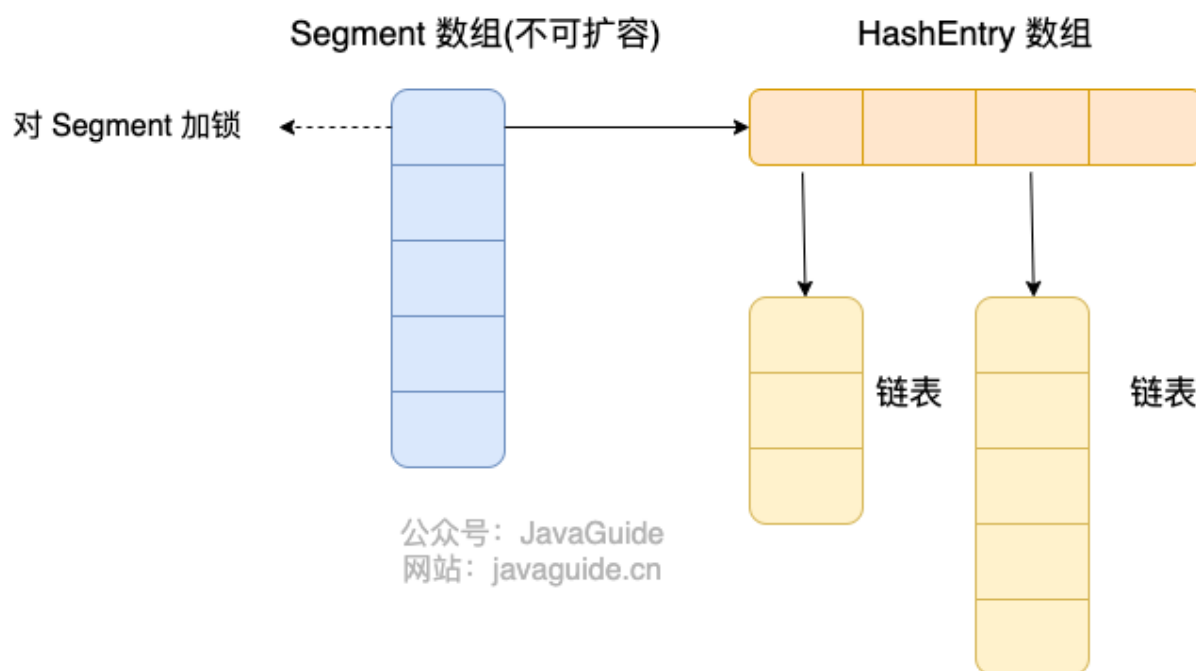 Segment 数组(不可扩容)
HashEntry 数组
对 Segment 加锁
链表
链表
公众号：JavaGuide
网站：javaguide.cn